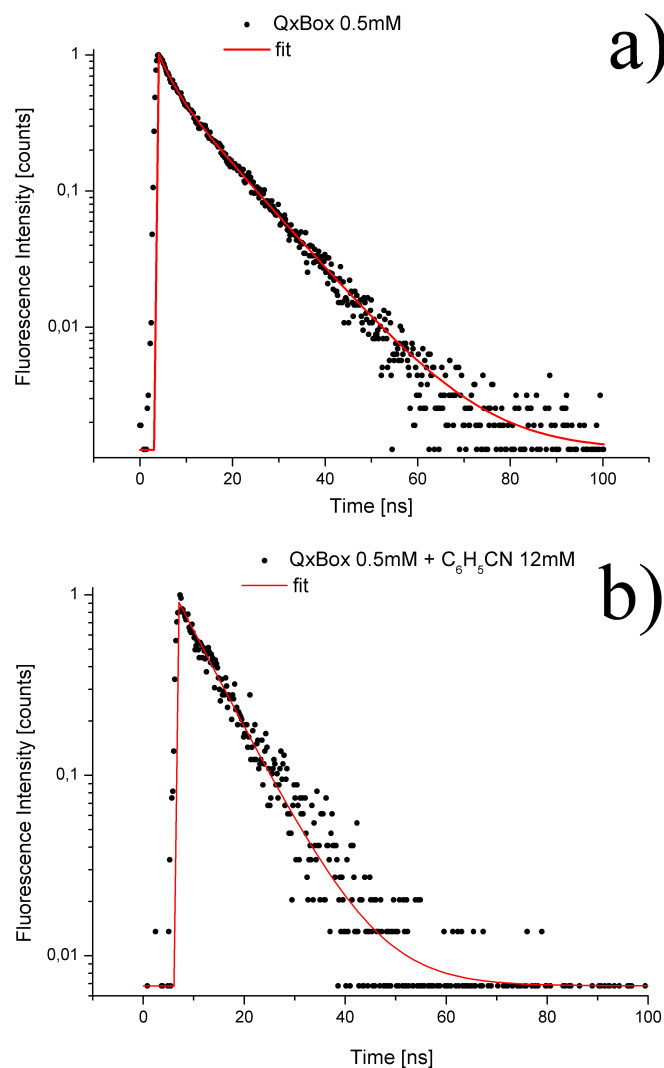 QxBox 0.5mM
fit
a)
1
0,1
0,01
Fluorescence Intensity [counts]
0 20 40 60 80 100
Time [ns]
QxBox 0.5mM + C₆H₅CN 12mM
fit
b)
1
0,1
0,01
Fluorescence Intensity [counts]
0 20 40 60 80 100
Time [ns]